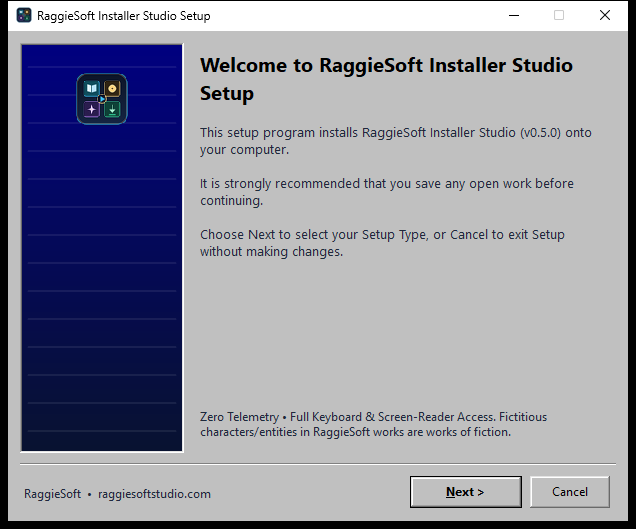 RaggieSoft Installer Studio Setup
Welcome to RaggieSoft Installer Studio
Setup
This setup program installs RaggieSoft Installer Studio (v0.5.0) onto
your computer.
It is strongly recommended that you save any open work before
continuing.
Choose Next to select your Setup Type, or Cancel to exit Setup
without making changes.
Zero Telemetry • Full Keyboard & Screen-Reader Access. Fictitious
characters/entities in RaggieSoft works are works of fiction.
RaggieSoft • raggiesoftstudio.com
Next >
Cancel